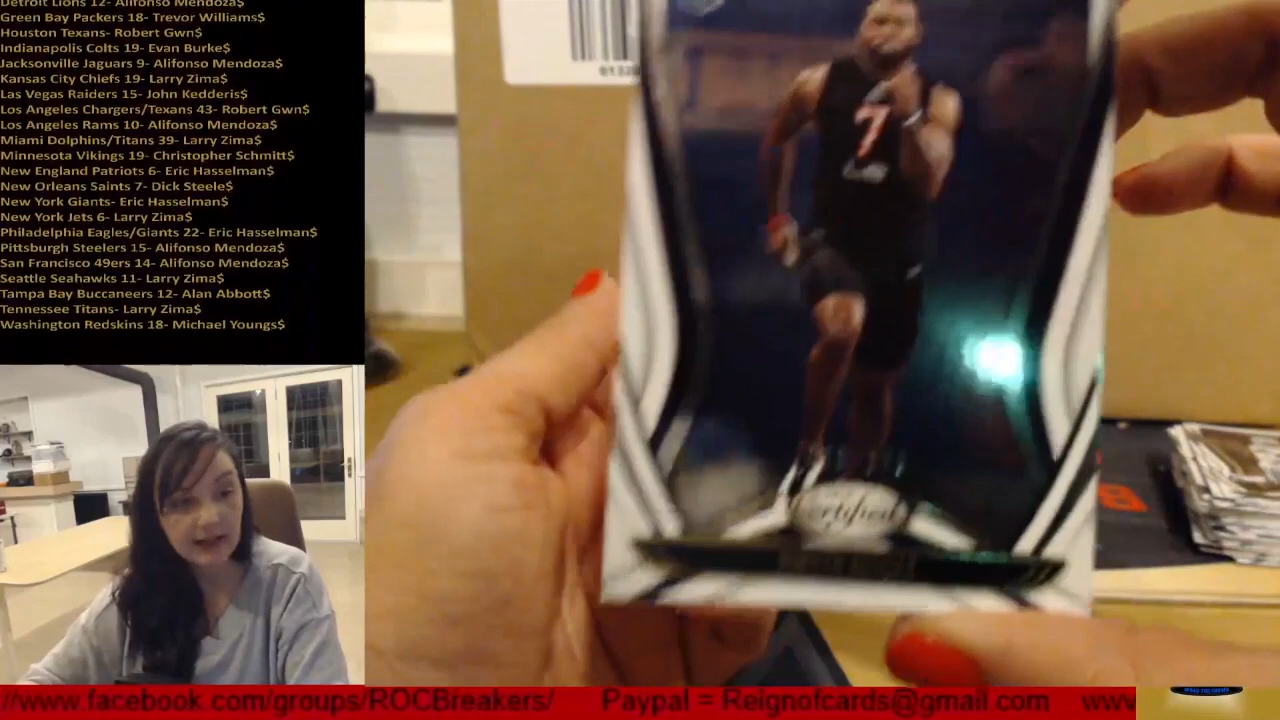 Detroit Lions 12- Alifonso Mendoza$
Green Bay Packers 18- Trevor Williams$
Houston Texans- Robert Gwn$
Indianapolis Colts 19- Evan Burke$
Jacksonville Jaguars 9- Alifonso Mendoza$
Kansas City Chiefs 19- Larry Zima$
Las Vegas Raiders 15- John Kedderis$
Los Angeles Chargers/Texans 43- Robert Gwn$
Los Angeles Rams 10- Alifonso Mendoza$
Miami Dolphins/Titans 39- Larry Zima$
Minnesota Vikings 19- Christopher Schmitt$
New England Patriots 6- Eric Hasselman$
New Orleans Saints 7- Dick Steele$
New York Giants- Eric Hasselman$
New York Jets 6- Larry Zima$
Philadelphia Eagles/Giants 22- Eric Hasselman$
Pittsburgh Steelers 15- Alifonso Mendoza$
San Francisco 49ers 14- Alifonso Mendoza$
Seattle Seahawks 11- Larry Zima$
Tampa Bay Buccaneers 12- Alan Abbott$
Tennessee Titans- Larry Zima$
Washington Redskins 18- Michael Youngs$
7
Certified
//www.facebook.com/groups/ROCBreakers/ Paypal = Reignofcards@gmail.com www